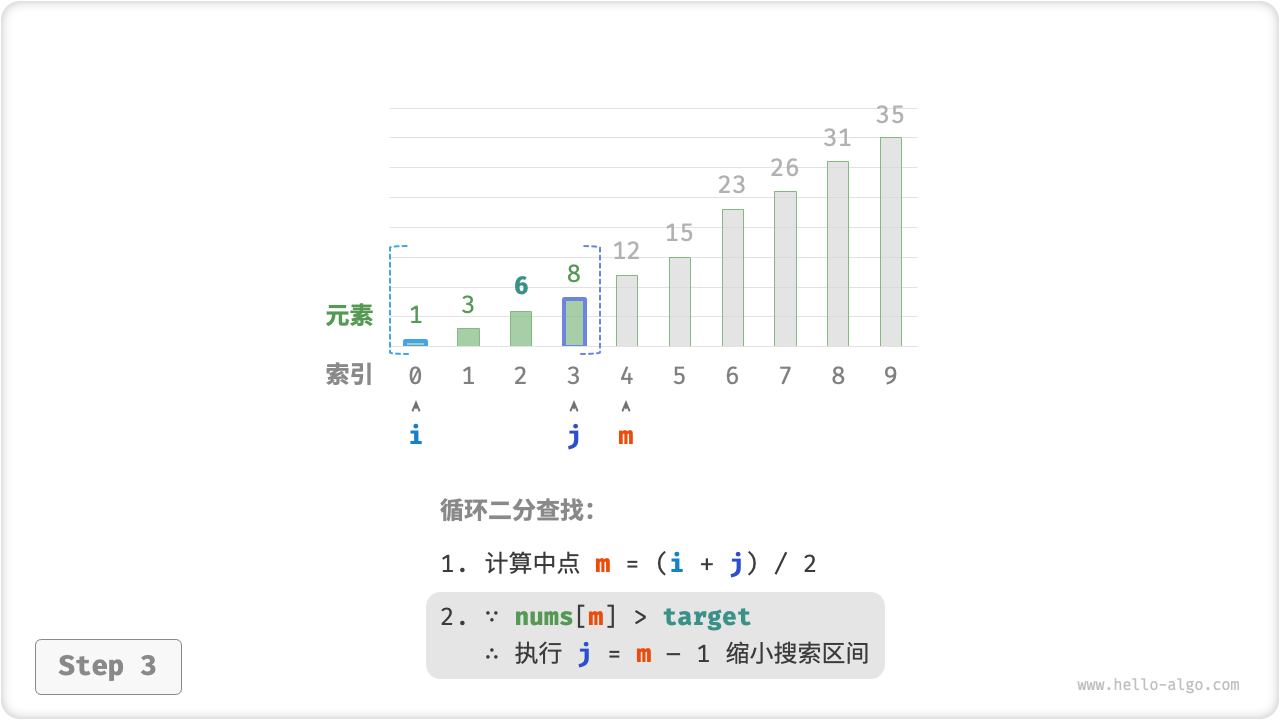 35
31
26
23
15
12
8
6
3
元素 1
索引 0 1 2 3 4 5 6 7 8 9
i j m
循环二分查找：
1. 计算中点 m = (i + j) / 2
2. ∵ nums[m] > target
∴ 执行 j = m - 1 缩小搜索区间
Step 3
www.hello-algo.com